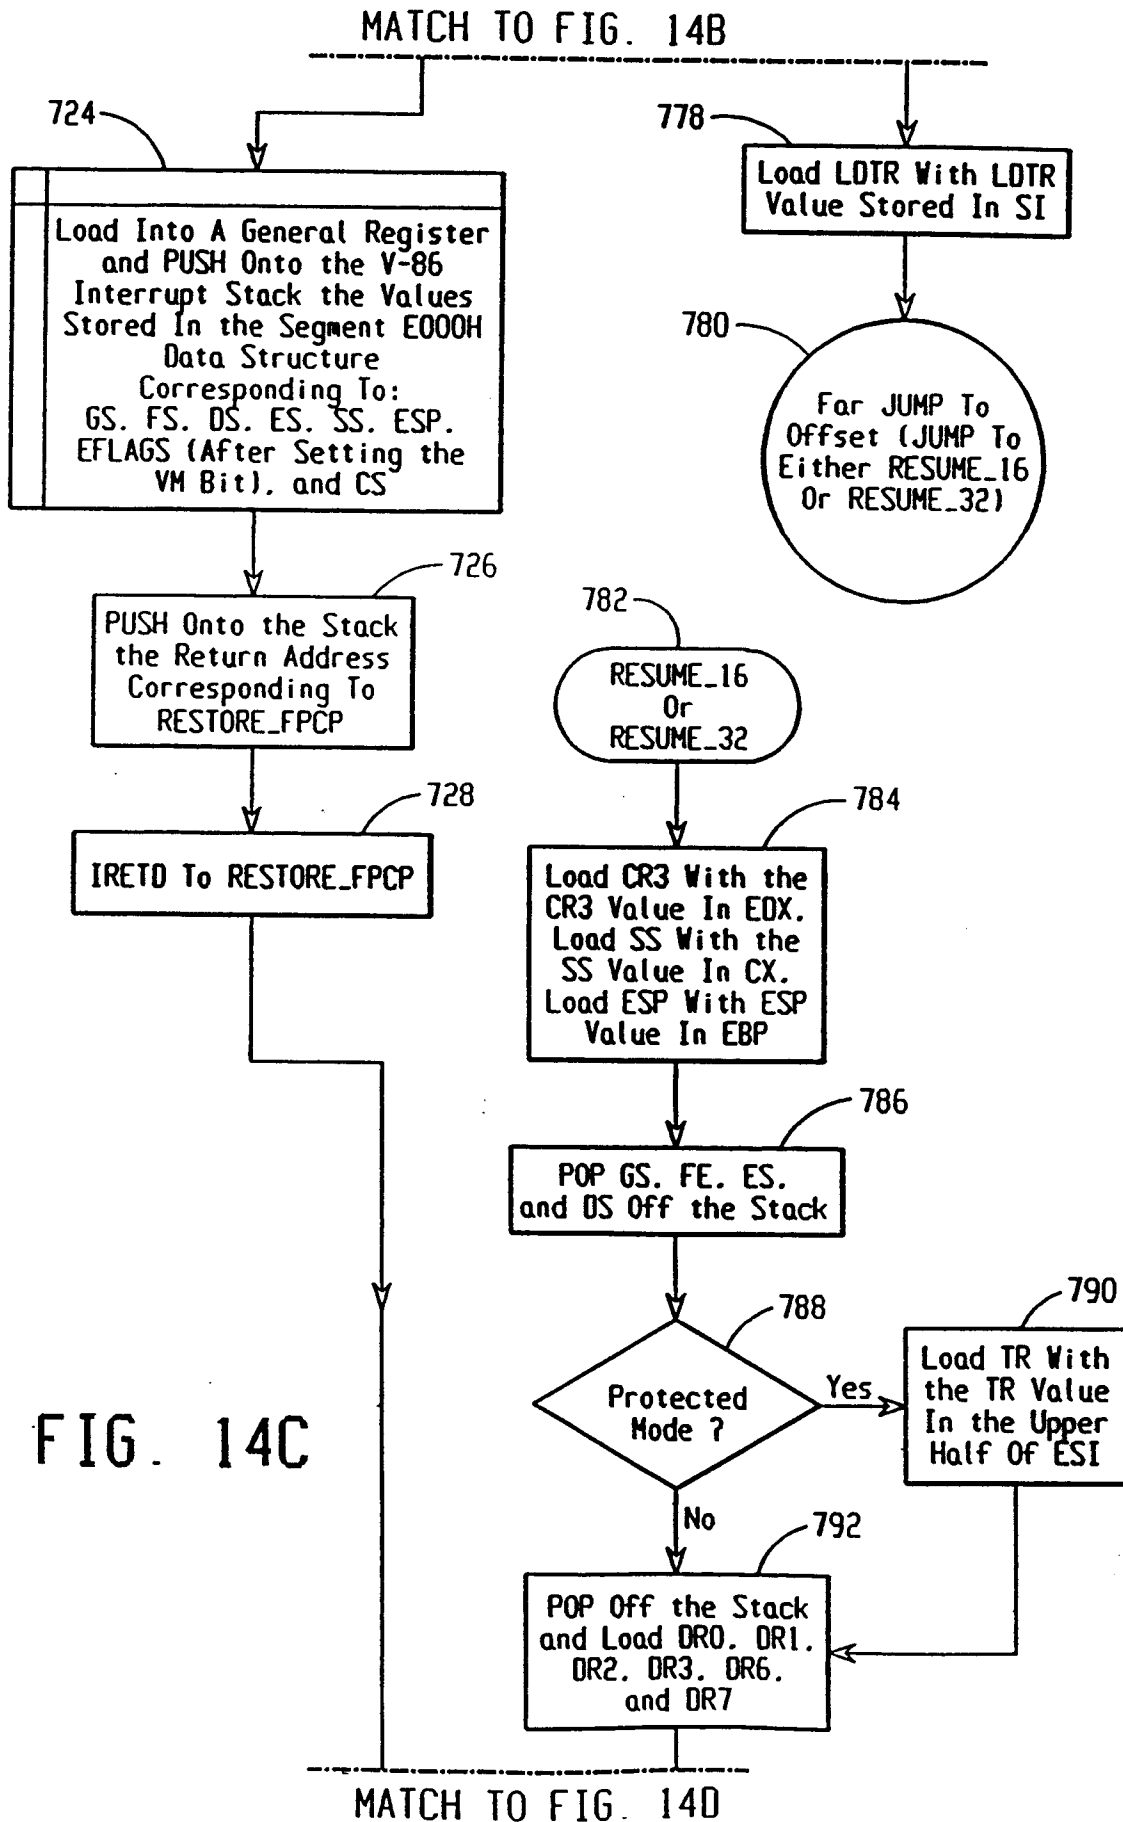 MATCH TO FIG. 14B
724
Load Into A General Register
and PUSH Onto the V-86
Interrupt Stack the Values
Stored In the Segment E000H
Data Structure
Corresponding To:
GS. FS. DS. ES. SS. ESP.
EFLAGS (After Setting the
VM Bit). and CS
726
PUSH Onto the Stack
the Return Address
Corresponding To
RESTORE_FPCP
728
IRETD To RESTORE_FPCP
778
Load LDTR With LDTR
Value Stored In SI
780
Far JUMP To
Offset (JUMP To
Either RESUME_16
Or RESUME_32)
782
RESUME_16
Or
RESUME_32
784
Load CR3 With the
CR3 Value In EDX.
Load SS With the
SS Value In CX.
Load ESP With ESP
Value In EBP
786
POP GS. FE. ES.
and DS Off the Stack
788
Protected
Mode ?
Yes
No
790
Load TR With
the TR Value
In the Upper
Half Of ESI
792
POP Off the Stack
and Load DR0. DR1.
DR2. DR3. DR6.
and DR7
FIG. 14C
MATCH TO FIG. 14D